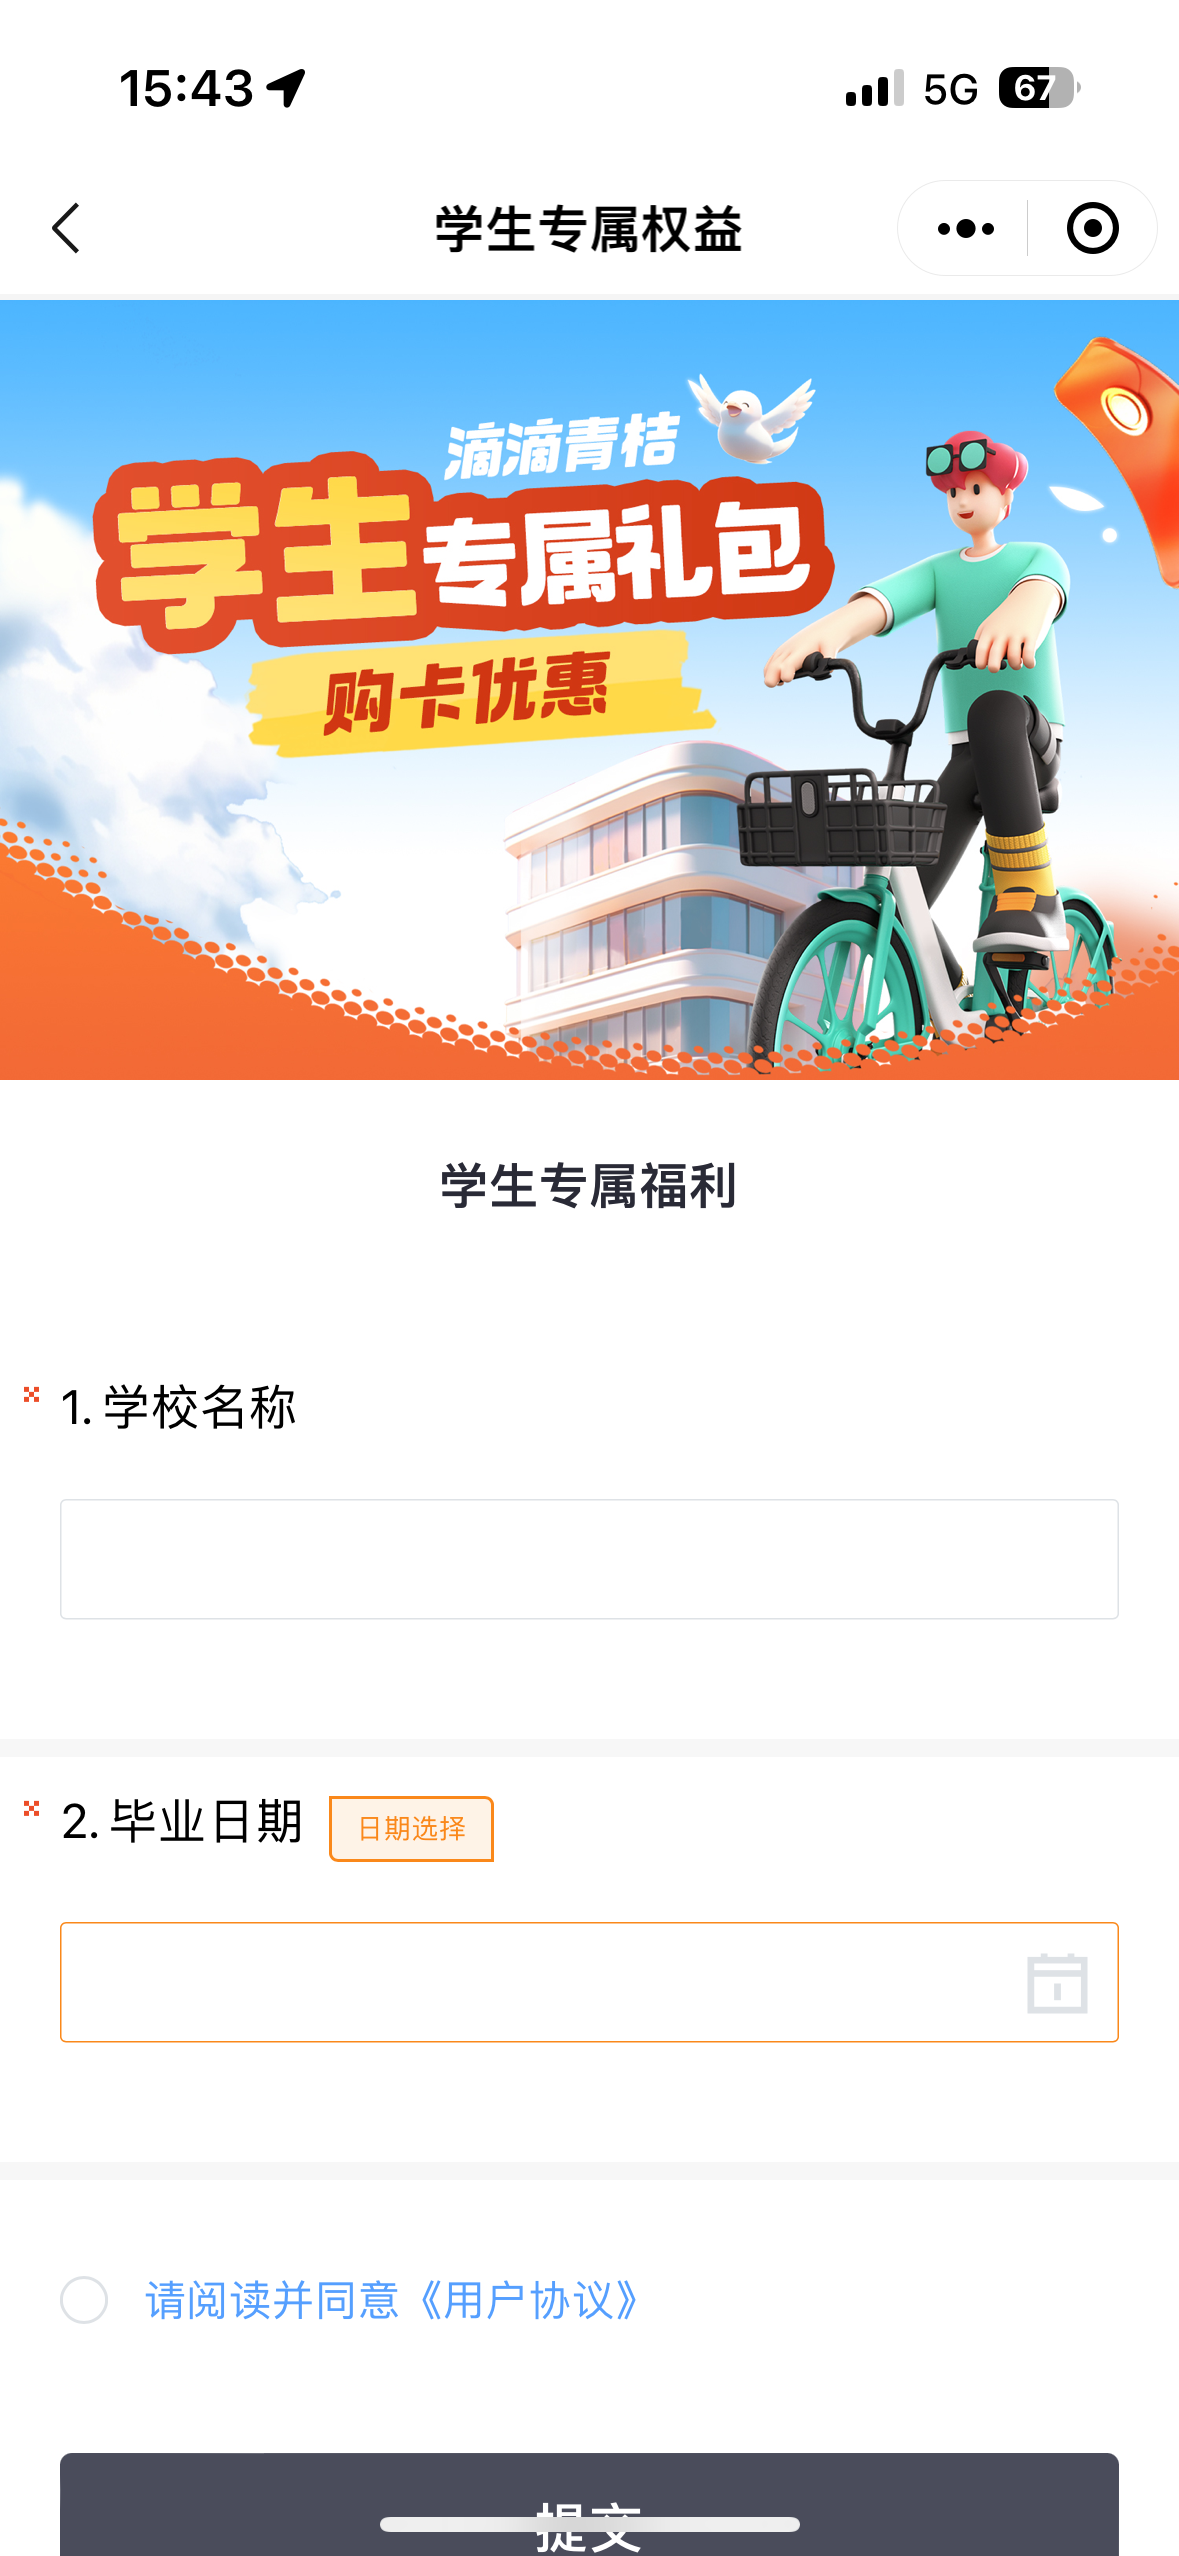 15:43
5G
67
学生专属权益
滴滴青桔
学生专属礼包
购卡优惠
学生专属福利
1. 学校名称
2. 毕业日期
日期选择
请阅读并同意《用户协议》
提交